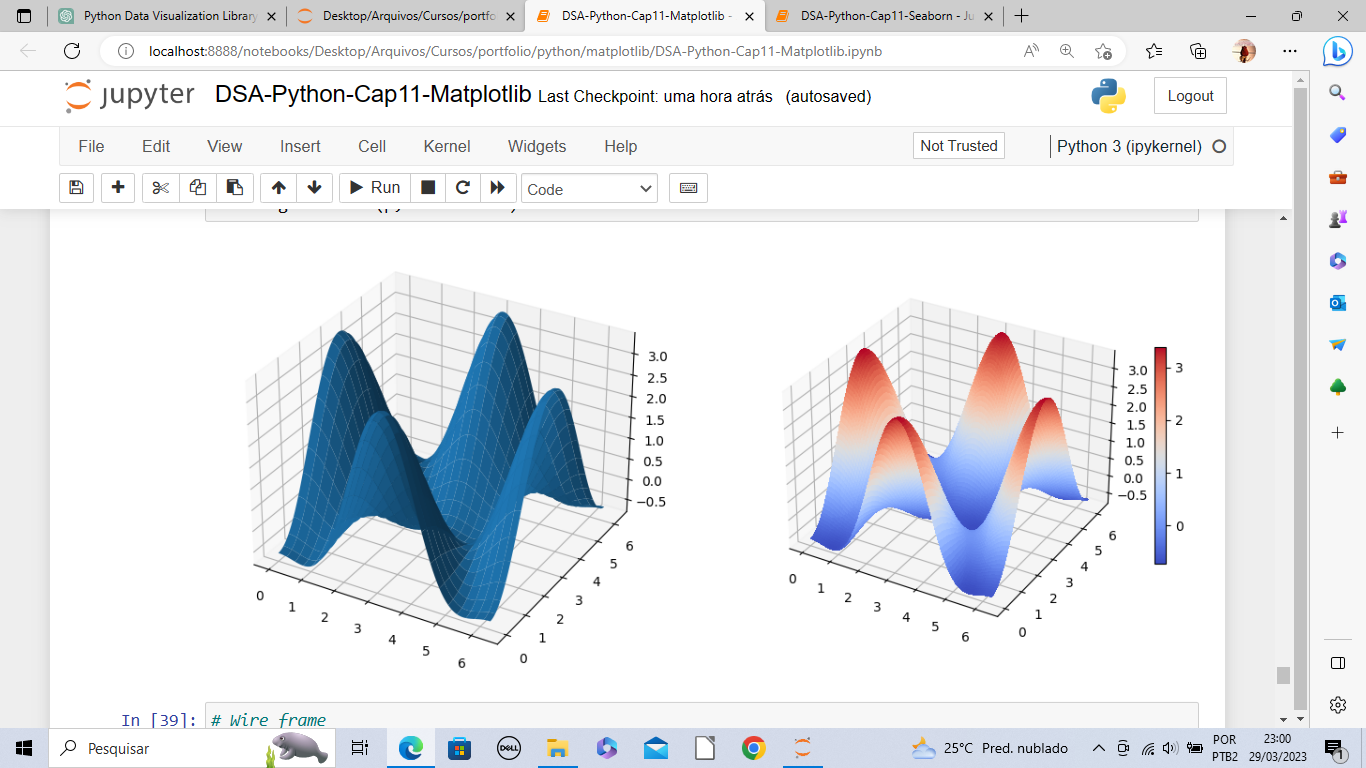 Python Data Visualization Library
Desktop/Arquivos/Cursos/portfo
DSA-Python-Cap11-Matplotlib -
DSA-Python-Cap11-Seaborn - Ju
localhost:8888/notebooks/Desktop/Arquivos/Cursos/portfolio/python/matplotlib/DSA-Python-Cap11-Matplotlib.ipynb
jupyter DSA-Python-Cap11-Matplotlib Last Checkpoint: uma hora atrás (autosaved)
Logout
File Edit View Insert Cell Kernel Widgets Help
Not Trusted
Python 3 (ipykernel)
Run
Code
3.0
2.5
2.0
1.5
1.0
0.5
0.0
−0.5
0 1 2 3 4 5 6
0 1 2 3 4 5 6
3.0
2.5
2.0
1.5
1.0
0.5
0.0
−0.5
0 1 2 3 4 5 6
0 1 2 3 4 5 6
3
2
1
0
In [39]: # Wire frame
Pesquisar
DELL
25°C Pred. nublado
POR
PTB2
23:00
29/03/2023
1